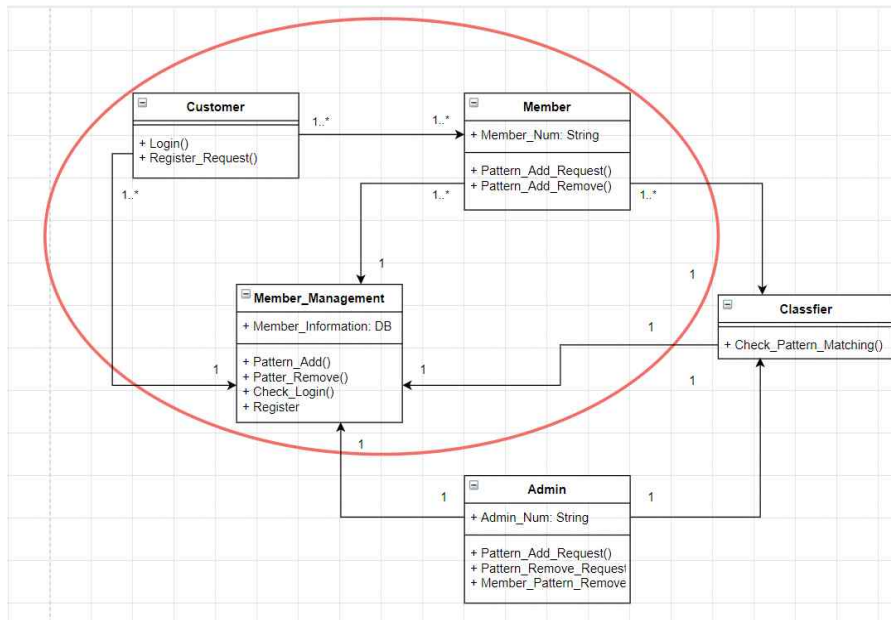 Customer
+ Login()
+ Register_Request()
1..*
1..*
1..*
Member
+ Member_Num: String
+ Pattern_Add_Request()
+ Pattern_Add_Remove()
1..*
1..*
1
1
Member_Management
+ Member_Information: DB
+ Pattern_Add()
+ Patter_Remove()
+ Check_Login()
+ Register
1
1
1
Classfier
+ Check_Pattern_Matching()
1
1
1
1
Admin
+ Admin_Num: String
+ Pattern_Add_Request()
+ Pattern_Remove_Request
+ Member_Pattern_Remove